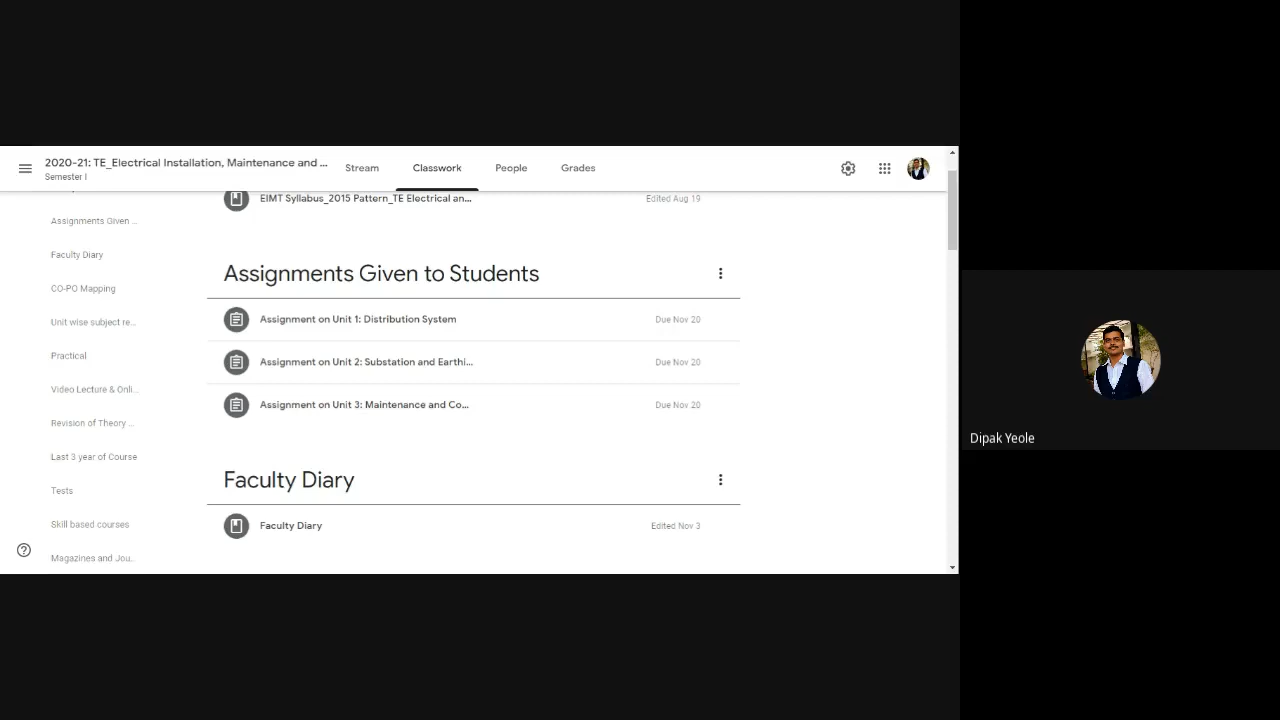 2020-21: TE_Electrical Installation, Maintenance and ...
Semester I
Stream
Classwork
People
Grades
Assignments Given ...
Faculty Diary
CO-PO Mapping
Unit wise subject re...
Practical
Video Lecture & Onli...
Revision of Theory ...
Last 3 year of Course
Tests
Skill based courses
Magazines and Jou...
EIMT Syllabus_2015 Pattern_TE Electrical an... Edited Aug 19
Assignments Given to Students
Assignment on Unit 1: Distribution System Due Nov 20
Assignment on Unit 2: Substation and Earthi... Due Nov 20
Assignment on Unit 3: Maintenance and Co... Due Nov 20
Faculty Diary
Faculty Diary Edited Nov 3
Dipak Yeole